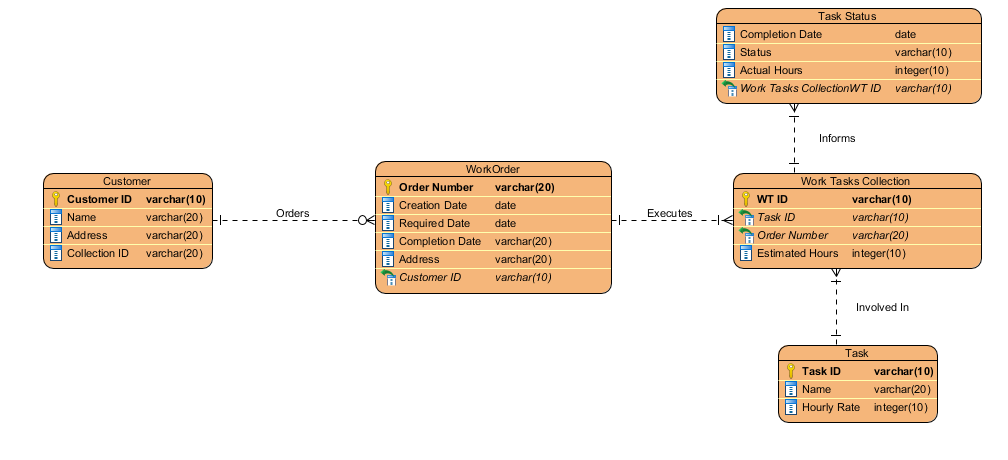 Task Status
Completion Date date
Status varchar(10)
Actual Hours integer(10)
Work Tasks CollectionWT ID varchar(10)
Informs
Customer
Customer ID varchar(10)
Name varchar(20)
Address varchar(20)
Collection ID varchar(20)
Orders
WorkOrder
Order Number varchar(20)
Creation Date date
Required Date date
Completion Date varchar(20)
Address varchar(20)
Customer ID varchar(10)
Executes
Work Tasks Collection
WT ID varchar(10)
Task ID varchar(10)
Order Number varchar(20)
Estimated Hours integer(10)
Involved In
Task
Task ID varchar(10)
Name varchar(20)
Hourly Rate integer(10)